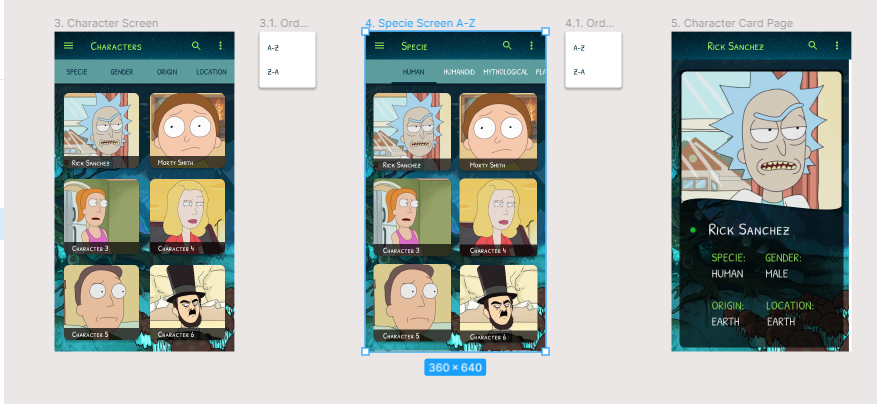 3. Character Screen
Characters
SPECIE GENDER ORIGIN LOCATION
Rick Sanchez
Morty Smith
Character 3
Character 4
Character 5
Character 6
3.1. Ord...
A-Z
Z-A
4. Specie Screen A-Z
Specie
HUMAN HUMANOID MYTHOLOGICAL PLA
Rick Sanchez
Morty Smith
Character 3
Character 4
Character 5
Character 6
360 × 640
4.1. Ord...
A-Z
Z-A
5. Character Card Page
Rick Sanchez
Rick Sanchez
SPECIE: GENDER:
HUMAN MALE
ORIGIN: LOCATION:
EARTH EARTH